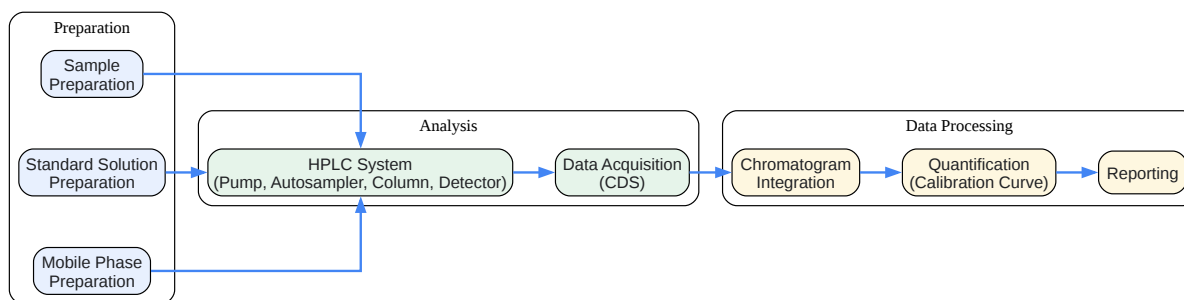 Preparation
Sample
Preparation
Standard Solution
Preparation
Mobile Phase
Preparation
Analysis
HPLC System
(Pump, Autosampler, Column, Detector)
Data Acquisition
(CDS)
Data Processing
Chromatogram
Integration
Quantification
(Calibration Curve)
Reporting